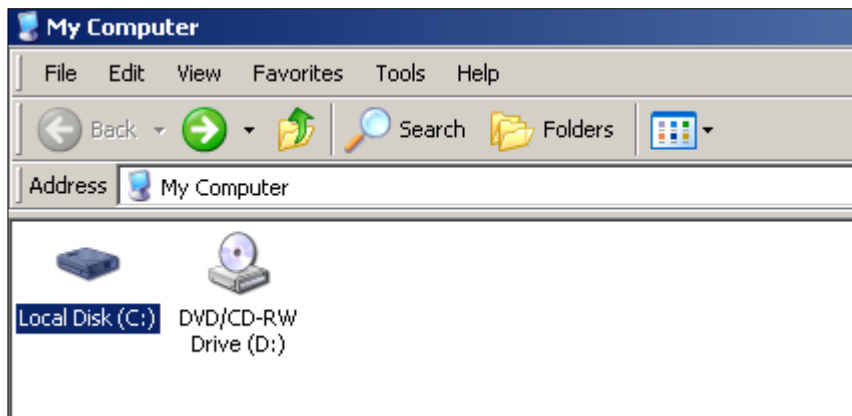 My Computer
File Edit View Favorites Tools Help
Back Search Folders
Address My Computer
Local Disk (C:) DVD/CD-RW
Drive (D:)